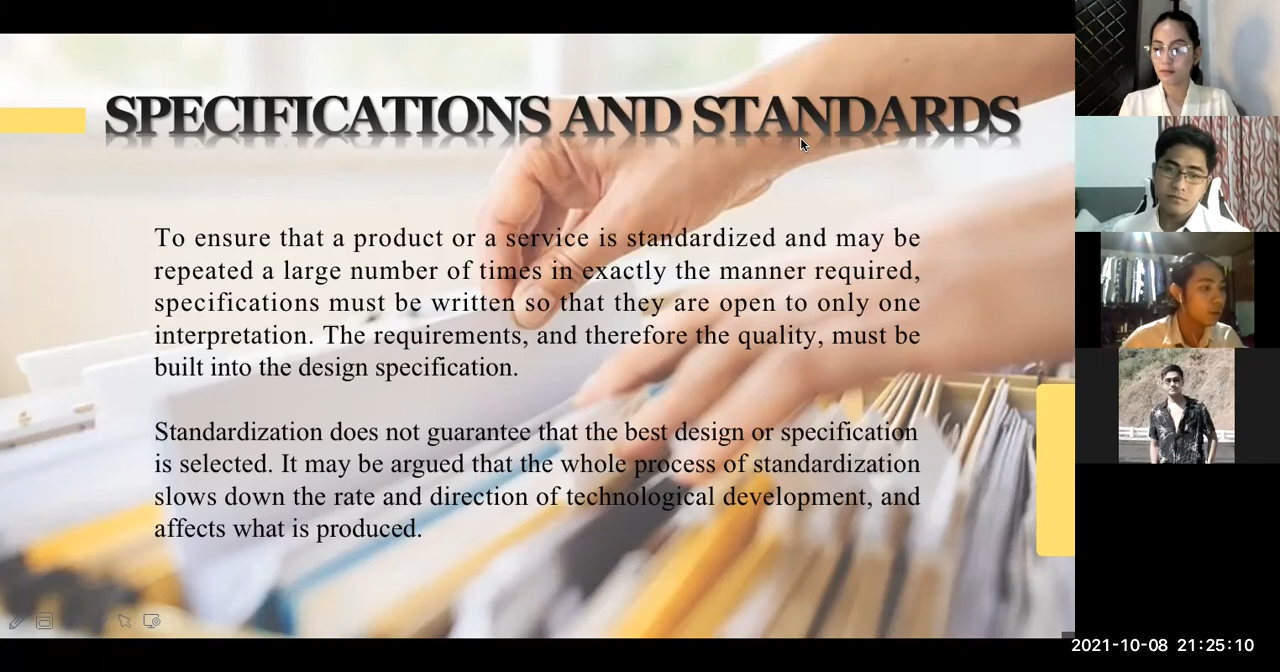 SPECIFICATIONS AND STANDARDS
To ensure that a product or a service is standardized and may be
repeated a large number of times in exactly the manner required,
specifications must be written so that they are open to only one
interpretation. The requirements, and therefore the quality, must be
built into the design specification.
Standardization does not guarantee that the best design or specification
is selected. It may be argued that the whole process of standardization
slows down the rate and direction of technological development, and
affects what is produced.
2021-10-08 21:25:10